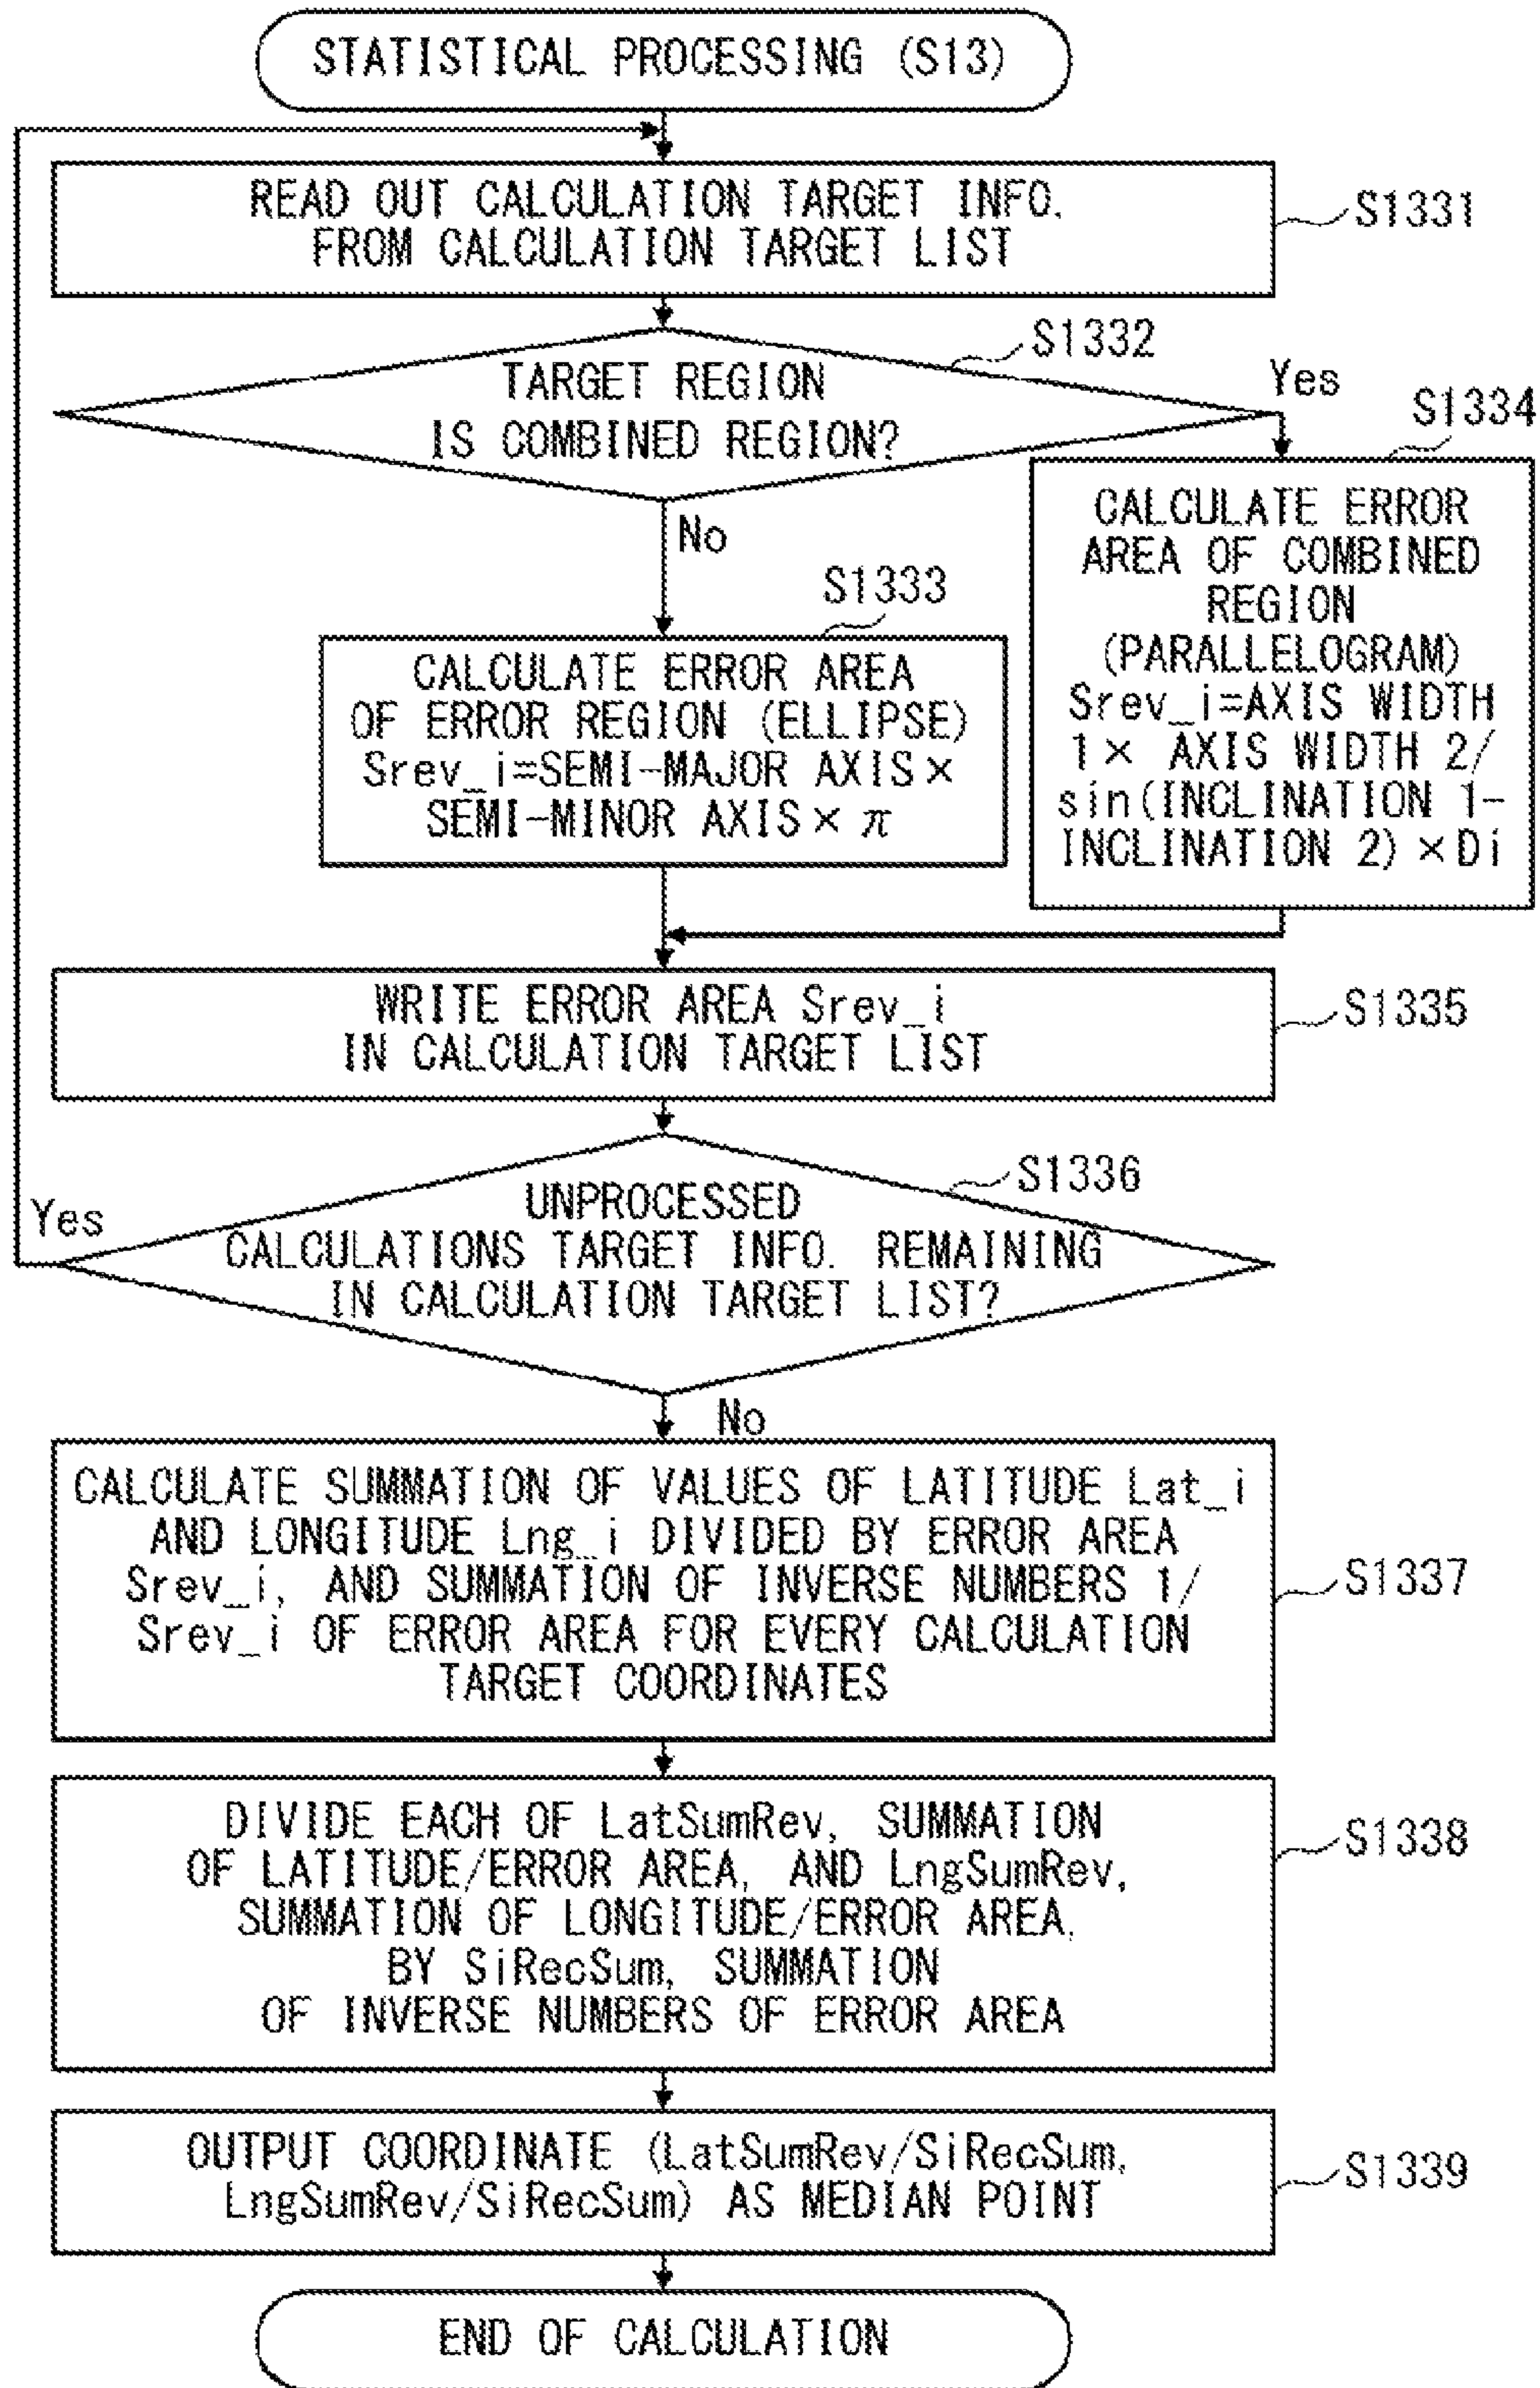 STATISTICAL PROCESSING (S13)
READ OUT CALCULATION TARGET INFO.
FROM CALCULATION TARGET LIST
S1331
S1332
TARGET REGION
IS COMBINED REGION?
Yes
No
S1333
CALCULATE ERROR AREA
OF ERROR REGION (ELLIPSE)
Srev_i=SEMI-MAJOR AXIS×
SEMI-MINOR AXIS× π
S1334
CALCULATE ERROR
AREA OF COMBINED
REGION
(PARALLELOGRAM)
Srev_i=AXIS WIDTH
1× AXIS WIDTH 2/
sin(INCLINATION 1-
INCLINATION 2)×Di
WRITE ERROR AREA Srev_i
IN CALCULATION TARGET LIST
S1335
S1336
UNPROCESSED
CALCULATIONS TARGET INFO. REMAINING
IN CALCULATION TARGET LIST?
Yes
No
CALCULATE SUMMATION OF VALUES OF LATITUDE Lat_i
AND LONGITUDE Lng_i DIVIDED BY ERROR AREA
Srev_i, AND SUMMATION OF INVERSE NUMBERS 1/
Srev_i OF ERROR AREA FOR EVERY CALCULATION
TARGET COORDINATES
S1337
DIVIDE EACH OF LatSumRev, SUMMATION
OF LATITUDE/ERROR AREA, AND LngSumRev,
SUMMATION OF LONGITUDE/ERROR AREA,
BY SiRecSum, SUMMATION
OF INVERSE NUMBERS OF ERROR AREA
S1338
OUTPUT COORDINATE (LatSumRev/SiRecSum,
LngSumRev/SiRecSum) AS MEDIAN POINT
S1339
END OF CALCULATION